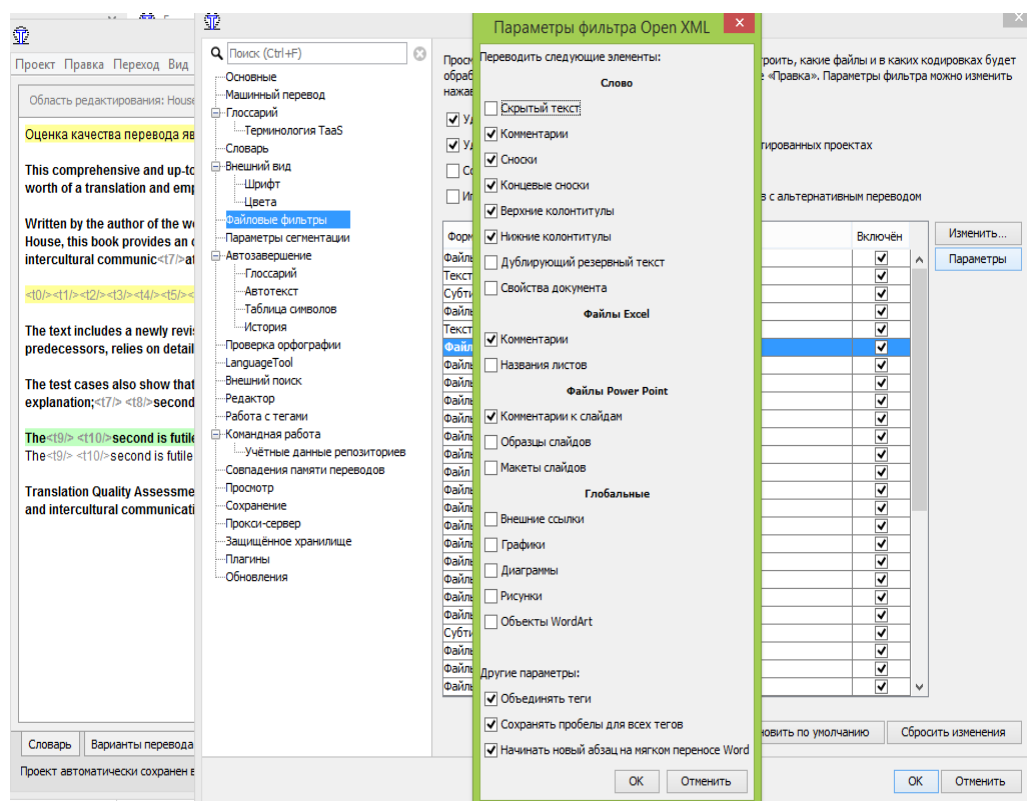 Проект Правка Переход Вид
Область редактирования: House
Оценка качества перевода яв
This comprehensive and up-to
worth of a translation and emp
Written by the author of the wo
House, this book provides an o
intercultural communic<t7/>at
<t0/><t1/><t2/><t3/><t4/><t5/><
The text includes a newly revis
predecessors, relies on detail
The test cases also show that
explanation;<t7/> <t8/>second
The<t9/> <t10/>second is futile
The<t9/> <t10/>second is futile
Translation Quality Assessme
and intercultural communicati
Словарь Варианты перевода
Проект автоматически сохранен в
Поиск (Ctrl+F)
Основные
Машинный перевод
Глоссарий
Терминология TaaS
Словарь
Внешний вид
Шрифт
Цвета
Файловые фильтры
Параметры сегментации
Автозавершение
Глоссарий
Автотекст
Таблица символов
История
Проверка орфографии
LanguageTool
Внешний поиск
Редактор
Работа с тегами
Командная работа
Учётные данные репозиториев
Совпадения памяти переводов
Просмотр
Сохранение
Прокси-сервер
Защищённое хранилище
Плагины
Обновления
Параметры фильтра Open XML
Переводить следующие элементы:
Слово
Скрытый текст
Комментарии
Сноски
Концевые сноски
Верхние колонтитулы
Нижние колонтитулы
Дублирующий резервный текст
Свойства документа
Файлы Excel
Комментарии
Названия листов
Файлы Power Point
Комментарии к слайдам
Образцы слайдов
Макеты слайдов
Глобальные
Внешние ссылки
Графики
Диаграммы
Рисунки
Объекты WordArt
Другие параметры:
Объединять теги
Сохранять пробелы для всех тегов
Начинать новый абзац на мягком переносе Word
OK Отменить
роить, какие файлы и в каких кодировках будет
«Правка». Параметры фильтра можно изменить
нажав
тированных проектах
в с альтернативным переводом
Включён
Изменить...
Параметры
новить по умолчанию Сбросить изменения
OK Отменить